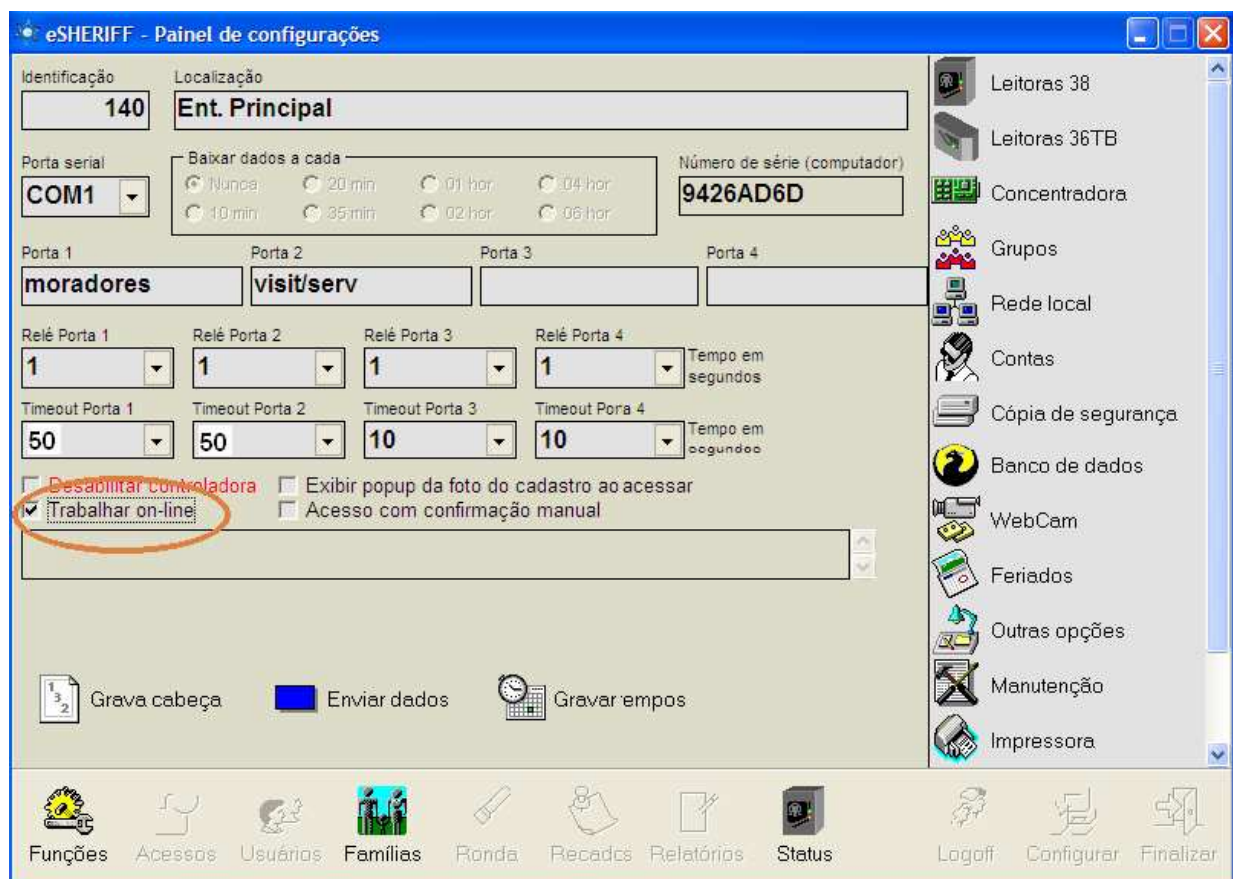 eSHERIFF - Painel de configurações
Identificação Localização
140 Ent. Principal
Porta serial Baixar dados a cada Número de série (computador)
COM1 Nunca 20 min 01 hor 04 hor 9426AD6D
10 min 35 min 02 hor 06 hor
Porta 1 Porta 2 Porta 3 Porta 4
moradores visit/serv
Relé Porta 1 Relé Porta 2 Relé Porta 3 Relé Porta 4
1 1 1 1 Tempo em
segundos
Timeout Porta 1 Timeout Porta 2 Timeout Porta 3 Timeout Pora 4
50 50 10 10 Tempo em
segundos
Desabilitar controladora Exibir popup da foto do cadastro ao acessar
Trabalhar on-line Acesso com confirmação manual
Grava cabeça Enviar dados Gravar empos
Leitoras 38
Leitoras 36TB
Concentradora
Grupos
Rede local
Contas
Cópia de segurança
Banco de dados
WebCam
Feriados
Outras opções
Manutenção
Impressora
Funções Acessos Usuários Famílias Ronda Recados Relatórios Status Logoff Configurar Finalizar